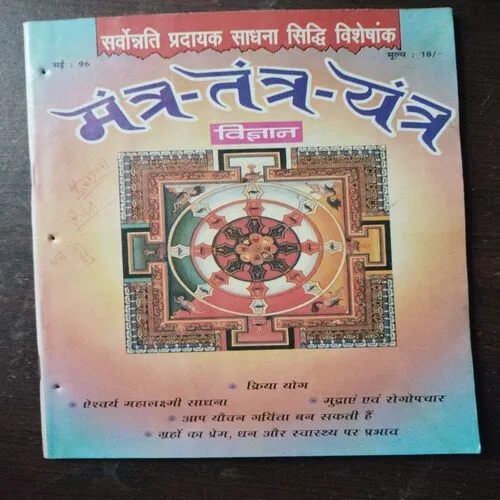 सर्वोन्नति प्रदायक साधना सिद्धि विशेषांक
मई : 96
मूल्य : 18/-
मंत्र-तंत्र-यंत्र
विज्ञान
* क्रिया योग
* ऐश्वर्य महालक्ष्मी साधना * मुद्राएं एवं रोगोपचार
* आप यौवन गर्विता बन सकती हैं
* ग्रहों का प्रेम, धन और स्वास्थ्य पर प्रभाव